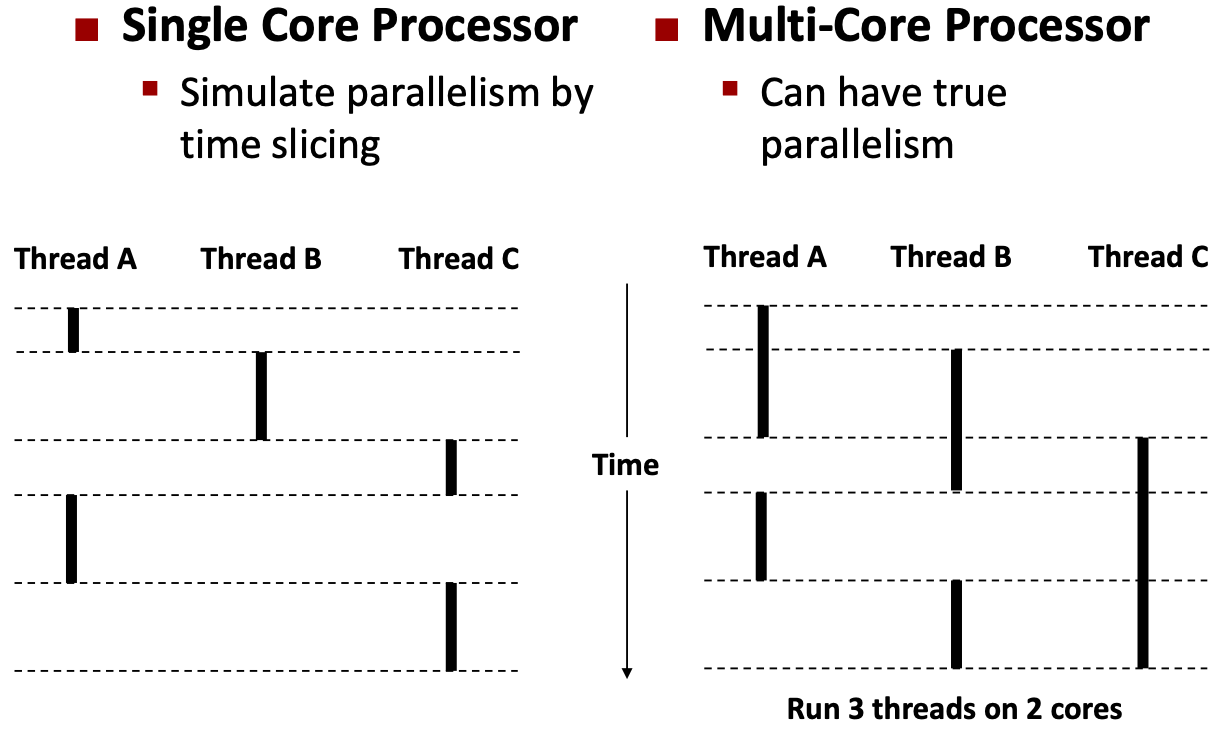 Single Core Processor
Simulate parallelism by
time slicing
Multi-Core Processor
Can have true
parallelism
Thread A Thread B Thread C
Time
Thread A Thread B Thread C
Run 3 threads on 2 cores